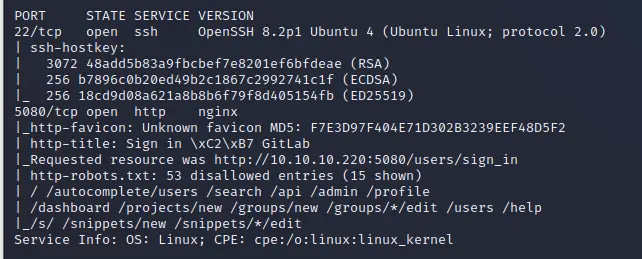 PORT     STATE SERVICE VERSION
22/tcp   open  ssh     OpenSSH 8.2p1 Ubuntu 4 (Ubuntu Linux; protocol 2.0)
| ssh-hostkey:
|   3072 48add5b83a9fbcbef7e8201ef6bfdeae (RSA)
|   256 b7896c0b20ed49b2c1867c2992741c1f (ECDSA)
|_  256 18cd9d08a621a8b8b6f79f8d405154fb (ED25519)
5080/tcp open  http    nginx
|_http-favicon: Unknown favicon MD5: F7E3D97F404E71D302B3239EEF48D5F2
| http-title: Sign in \xC2\xB7 GitLab
|_Requested resource was http://10.10.10.220:5080/users/sign_in
| http-robots.txt: 53 disallowed entries (15 shown)
| / /autocomplete/users /search /api /admin /profile
| /dashboard /projects/new /groups/new /groups/*/edit /users /help
|_/s/ /snippets/new /snippets/*/edit
Service Info: OS: Linux; CPE: cpe:/o:linux:linux_kernel